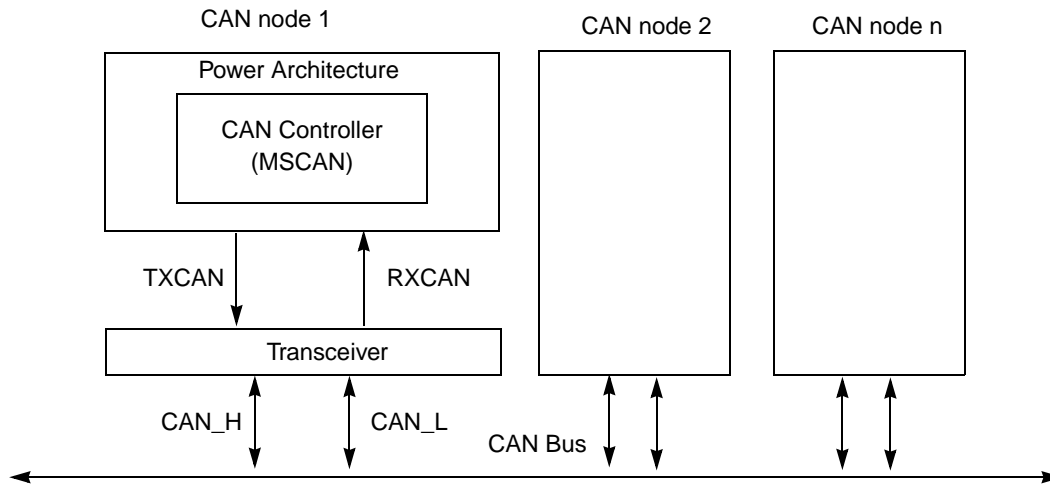 CAN node 1
CAN node 2
CAN node n
Power Architecture
CAN Controller
(MSCAN)
TXCAN
RXCAN
Transceiver
CAN_H
CAN_L
CAN Bus